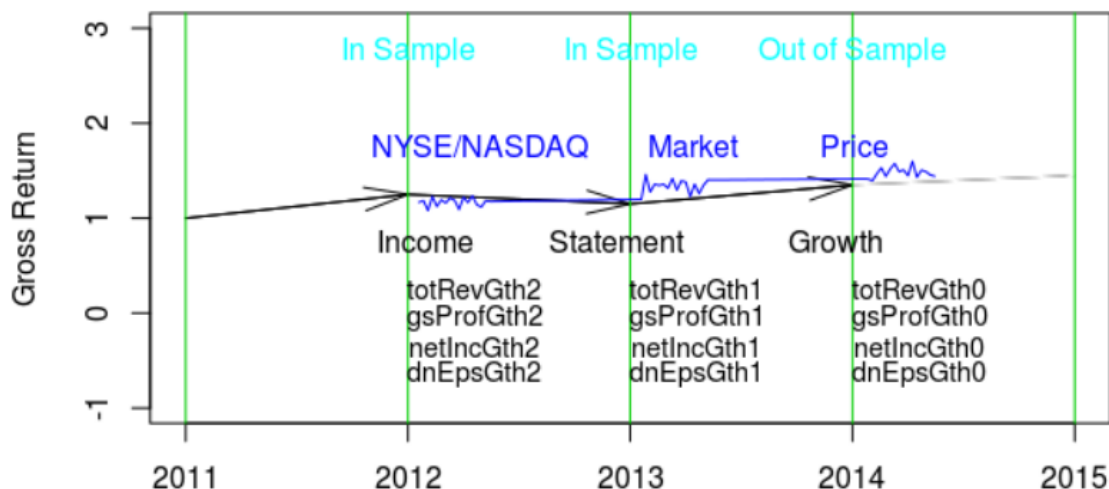 3
In Sample In Sample Out of Sample
2
NYSE/NASDAQ Market Price
Gross Return
1
Income Statement Growth
totRevGth2 totRevGth1 totRevGth0
0
gsProfGth2 gsProfGth1 gsProfGth0
netIncGth2 netIncGth1 netIncGth0
dnEpsGth2 dnEpsGth1 dnEpsGth0
-1
2011 2012 2013 2014 2015